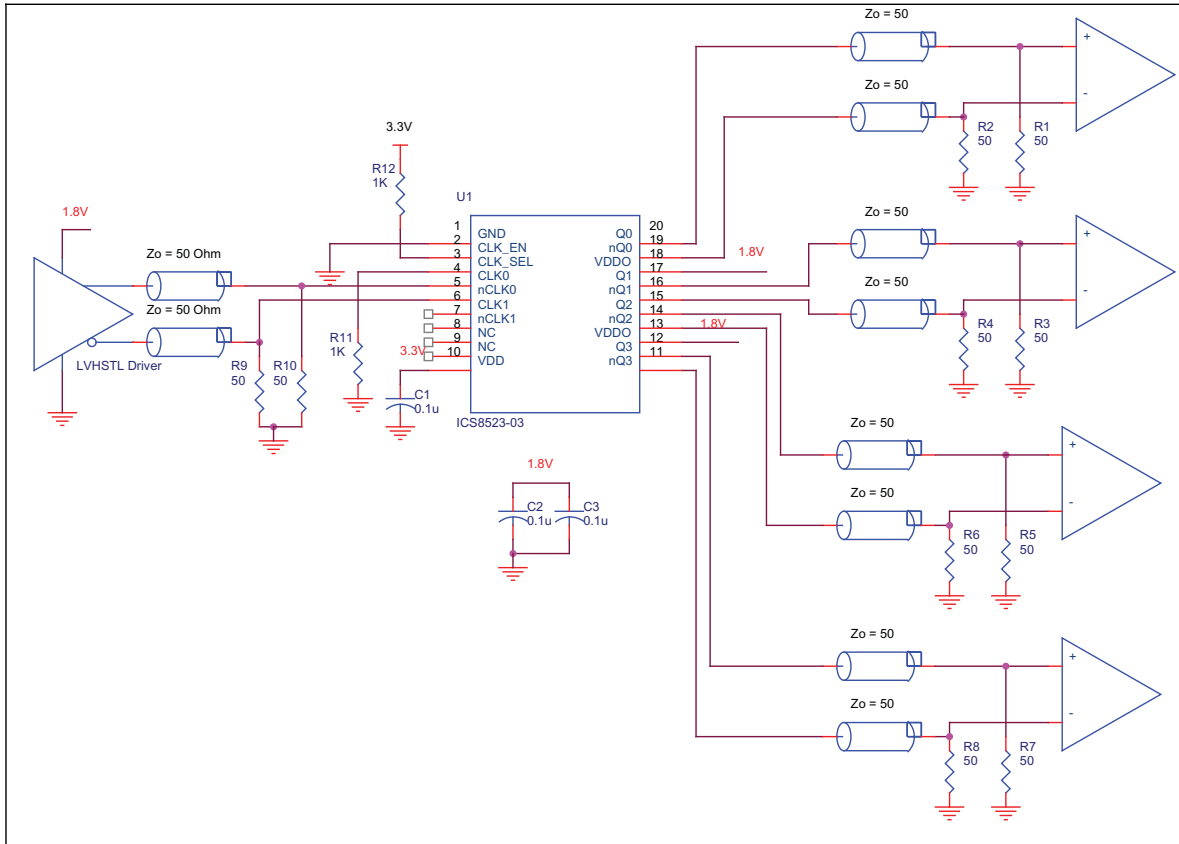 Zo = 50
+
-
Zo = 50
R2
50
R1
50
3.3V
R12
1K
U1
1.8V
Zo = 50 Ohm
Zo = 50 Ohm
LVHSTL Driver
R9
50
R10
50
R11
1K
3.3V
C1
0.1u
1
2
3
4
5
6
7
8
9
10
GND
CLK_EN
CLK_SEL
CLK0
nCLK0
CLK1
nCLK1
NC
NC
VDD
Q0
nQ0
VDDO
Q1
nQ1
Q2
nQ2
VDDO
Q3
nQ3
20
19
18
17
16
15
14
13
12
11
ICS8523-03
1.8V
1.8V
Zo = 50
+
-
Zo = 50
R4
50
R3
50
1.8V
C2
0.1u
C3
0.1u
Zo = 50
+
-
Zo = 50
R6
50
R5
50
Zo = 50
+
-
Zo = 50
R8
50
R7
50